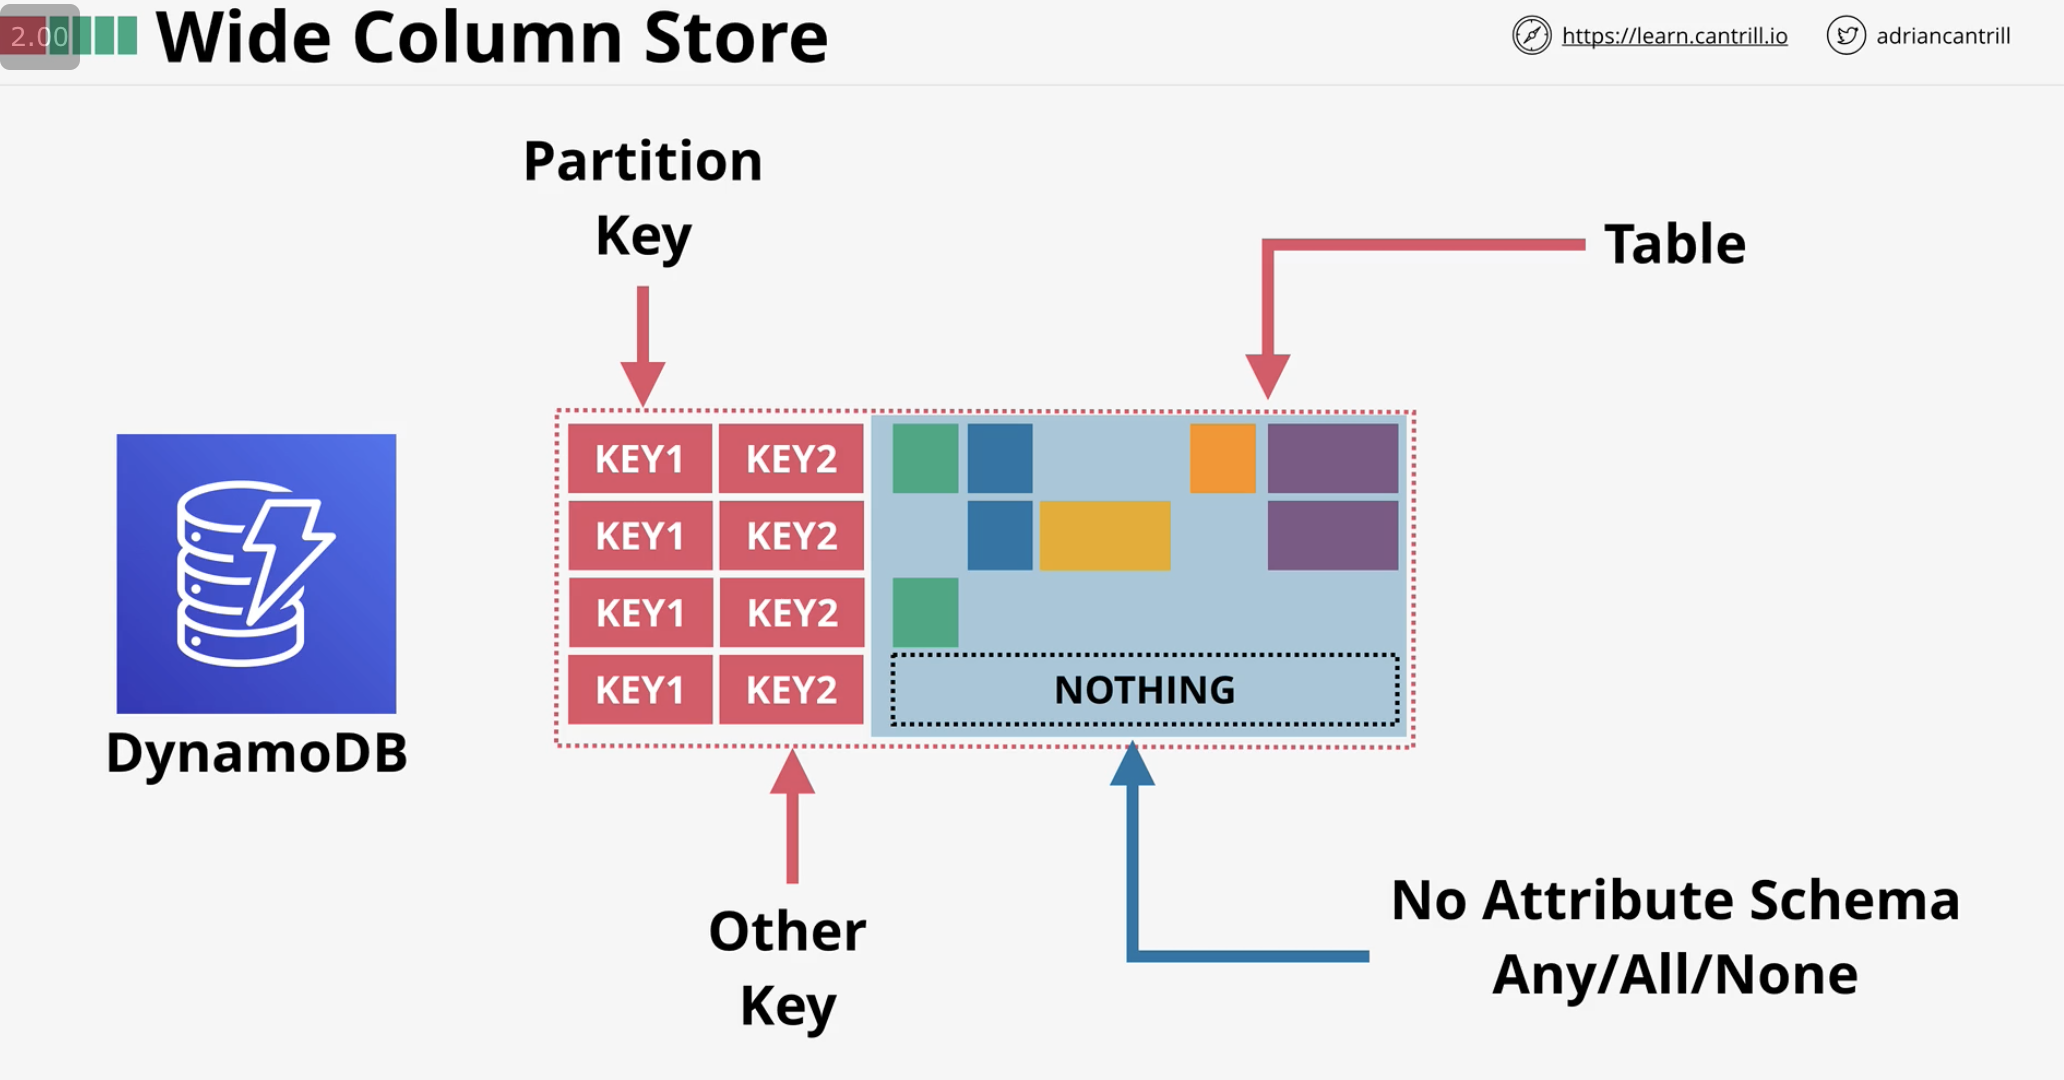 2.00
Wide Column Store
https://learn.cantrill.io
adriancantrill
Partition
Key
Table
KEY1 KEY2
KEY1 KEY2
KEY1 KEY2
KEY1 KEY2 NOTHING
DynamoDB
Other
Key
No Attribute Schema
Any/All/None